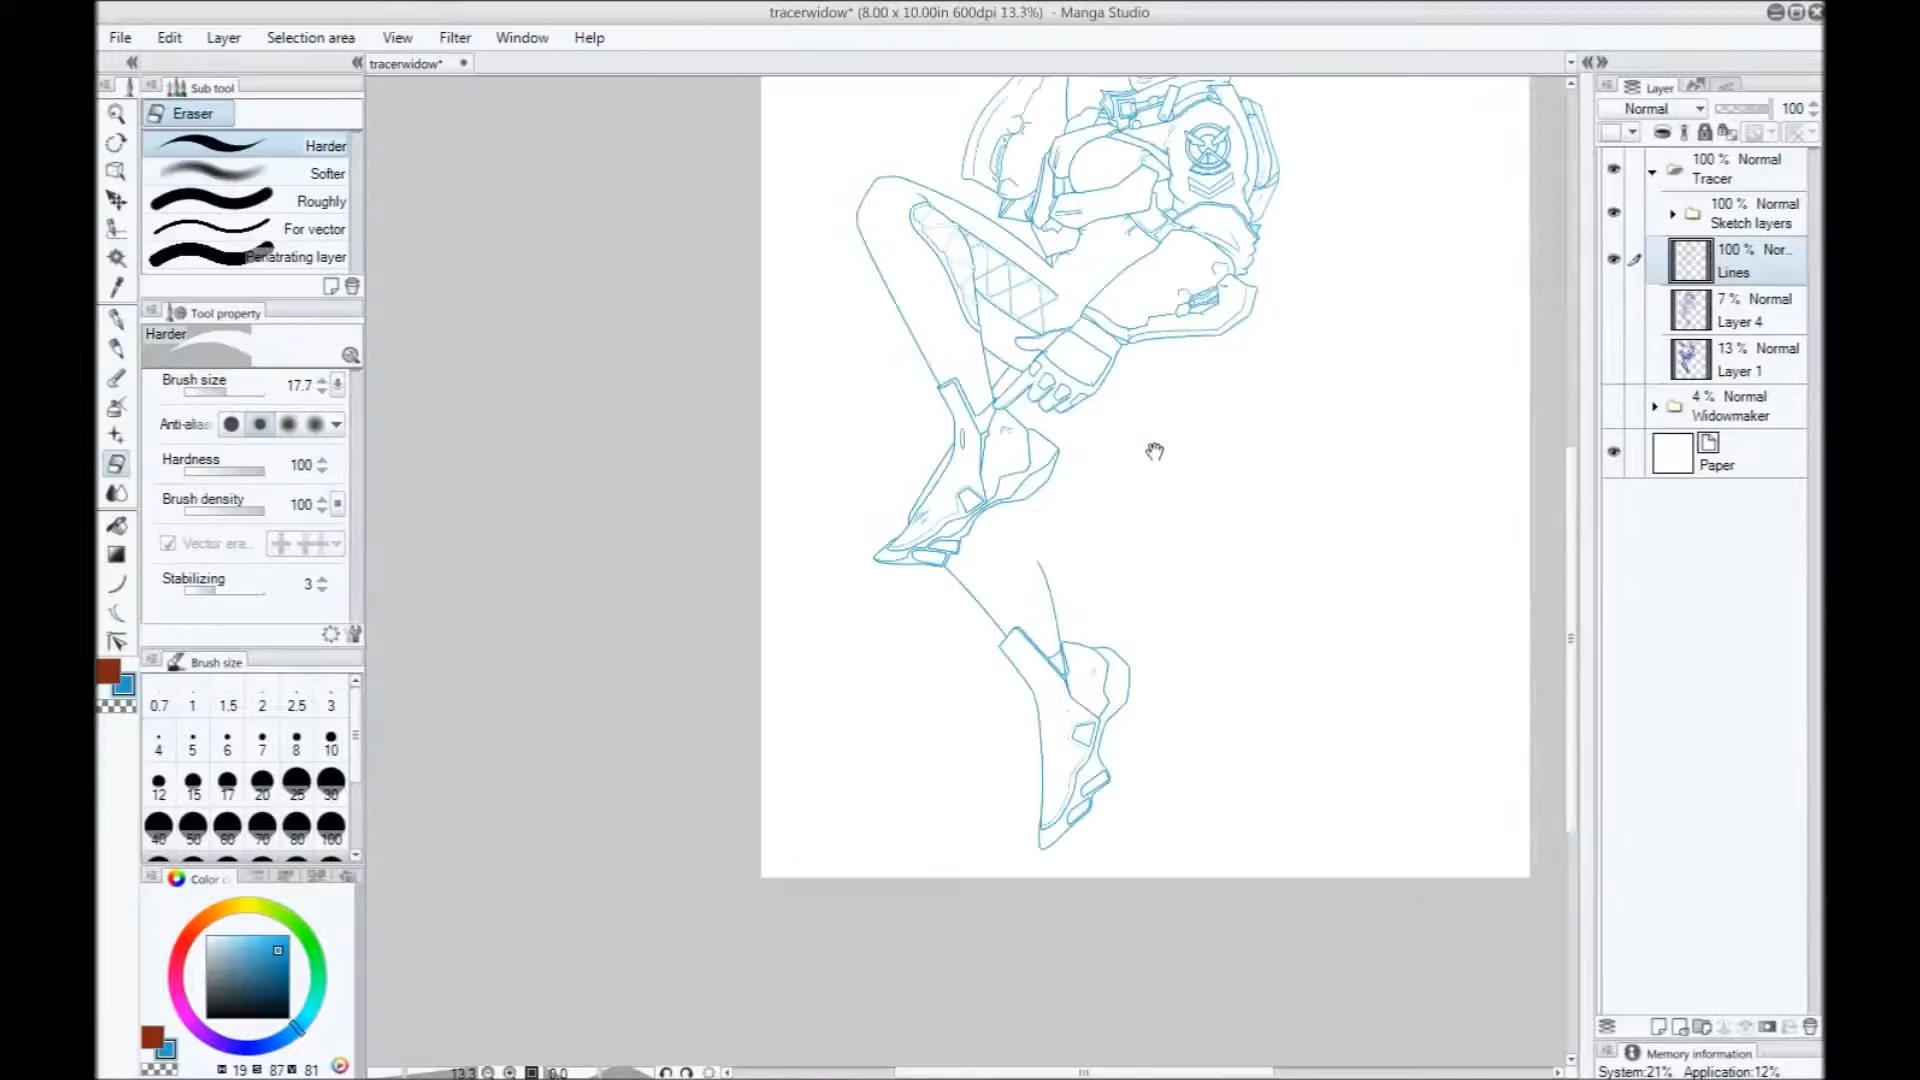 tracerwidow* (8.00 x 10.00in 600dpi 13.3%) - Manga Studio
File Edit Layer Selection area View Filter Window Help
tracerwidow*
Sub tool
Eraser
Harder
Softer
Roughly
For vector
Penetrating layer
Tool property
Harder
Brush size 17.7
Anti-alias
Hardness 100
Brush density 100
Vector era...
Stabilizing 3
Brush size
0.7 1 1.5 2 2.5 3
4 5 6 7 8 10
12 15 17 20 25 30
40 50 60 70 80 100
Color
19 87 81
13.3 0.0
Layer
Normal 100
100 % Normal
Tracer
100 % Normal
Sketch layers
100 % Nor...
Lines
7 % Normal
Layer 4
13 % Normal
Layer 1
4 % Normal
Widowmaker
Paper
Memory information
System:21% Application:12%